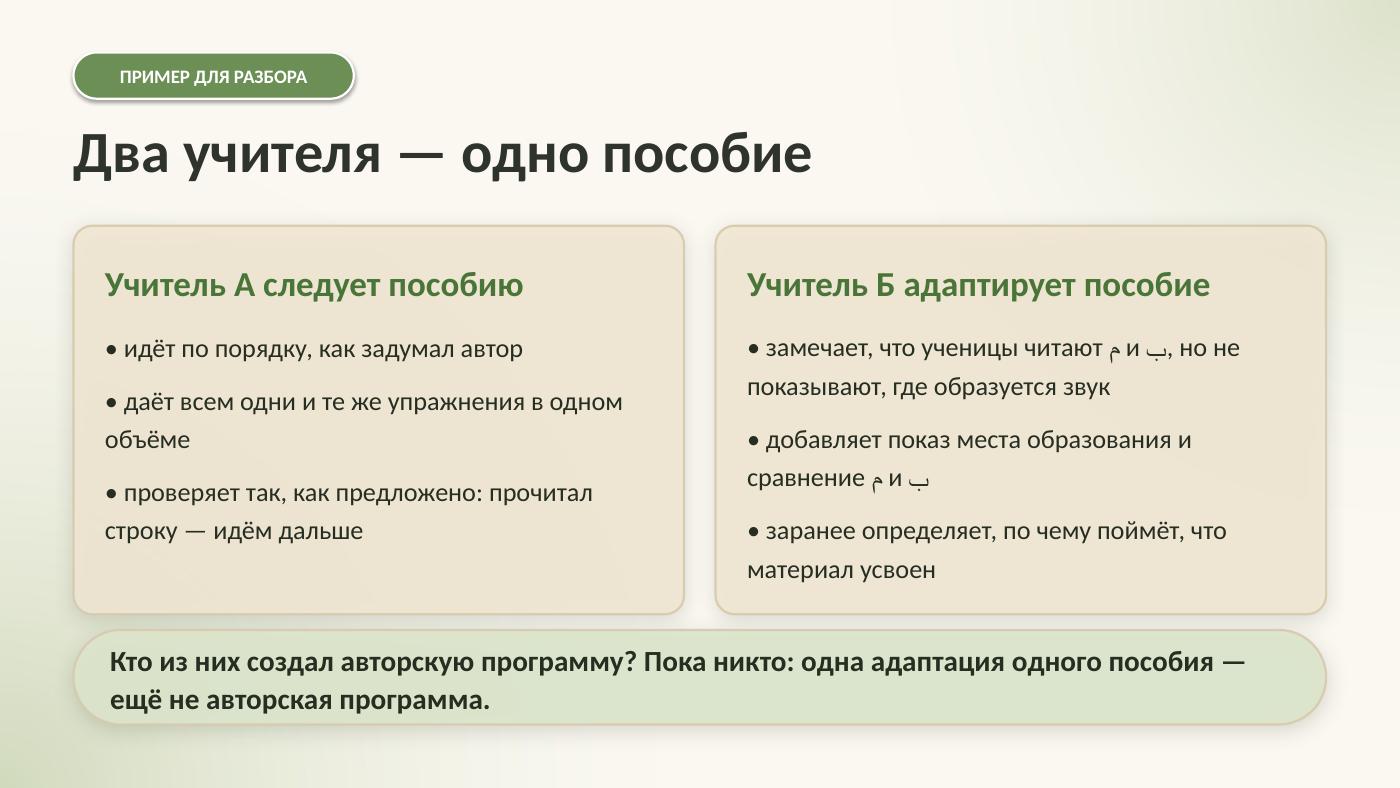 ПРИМЕР ДЛЯ РАЗБОРА
Два учителя — одно пособие
Учитель А следует пособию
• идёт по порядку, как задумал автор
• даёт всем одни и те же упражнения в одном
объёме
• проверяет так, как предложено: прочитал
строку — идём дальше
Учитель Б адаптирует пособие
• замечает, что ученицы читают م и ب, но не
показывают, где образуется звук
• добавляет показ места образования и
сравнение م и ب
• заранее определяет, по чему поймёт, что
материал усвоен
Кто из них создал авторскую программу? Пока никто: одна адаптация одного пособия —
ещё не авторская программа.